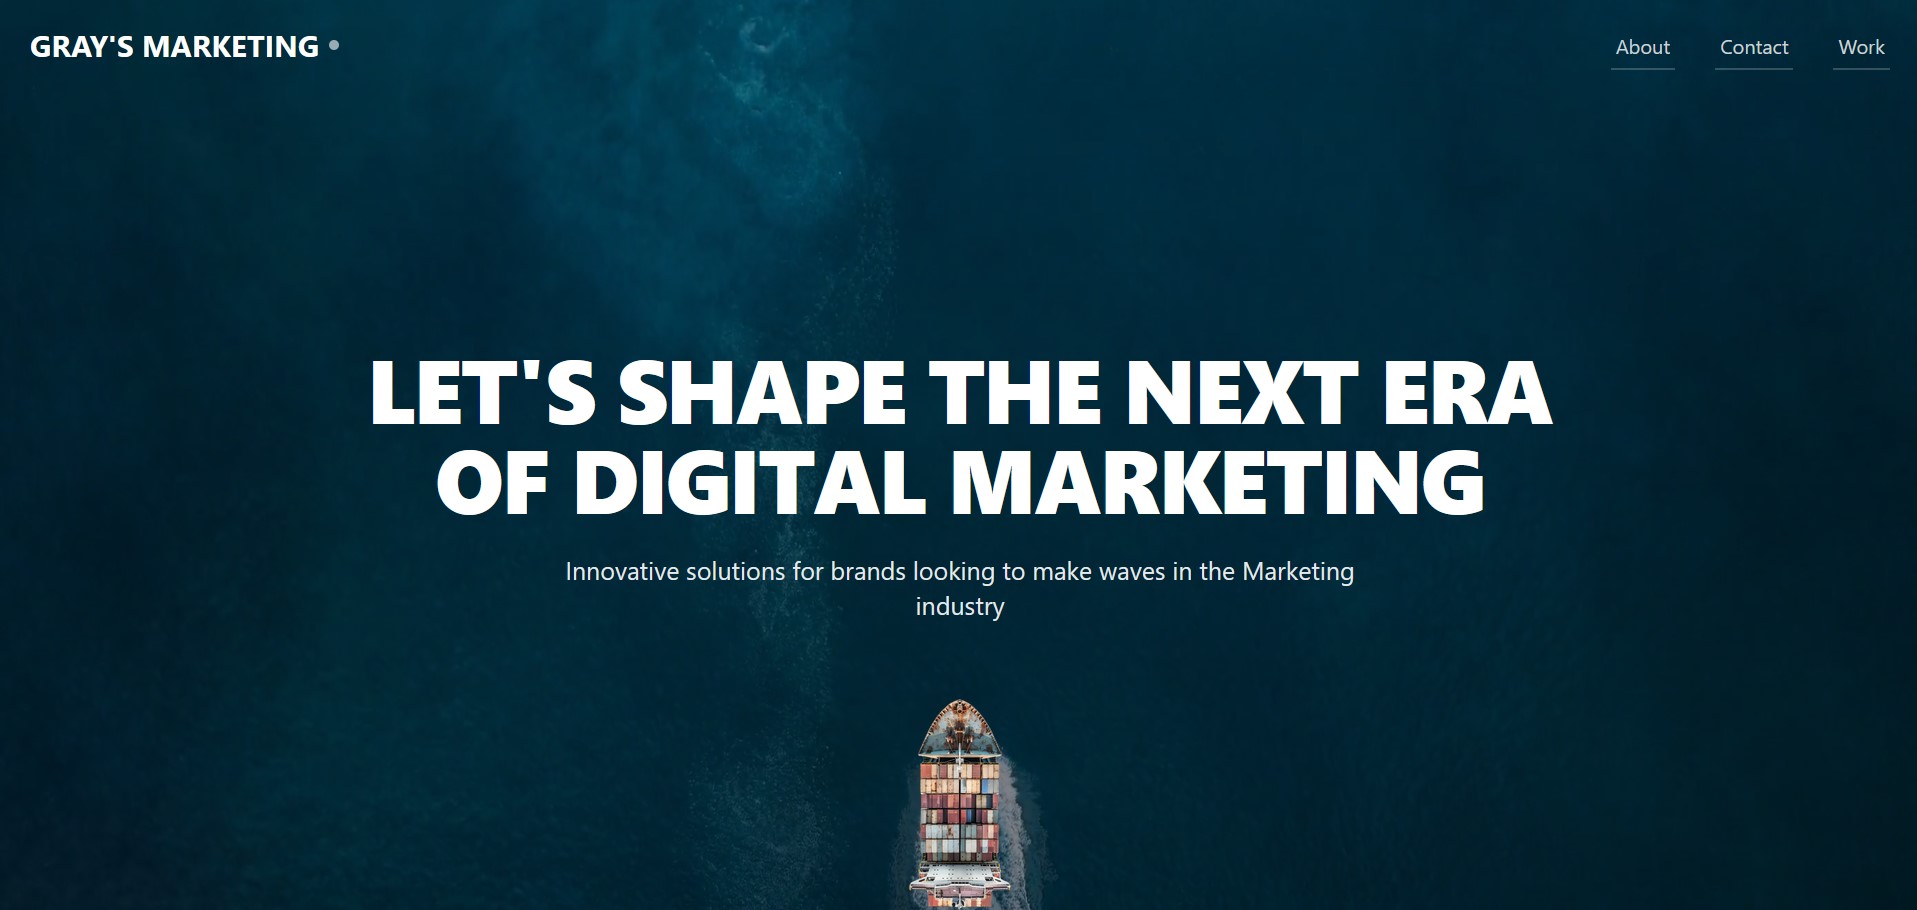 GRAY'S MARKETING
About Contact Work
LET'S SHAPE THE NEXT ERA
OF DIGITAL MARKETING
Innovative solutions for brands looking to make waves in the Marketing
industry